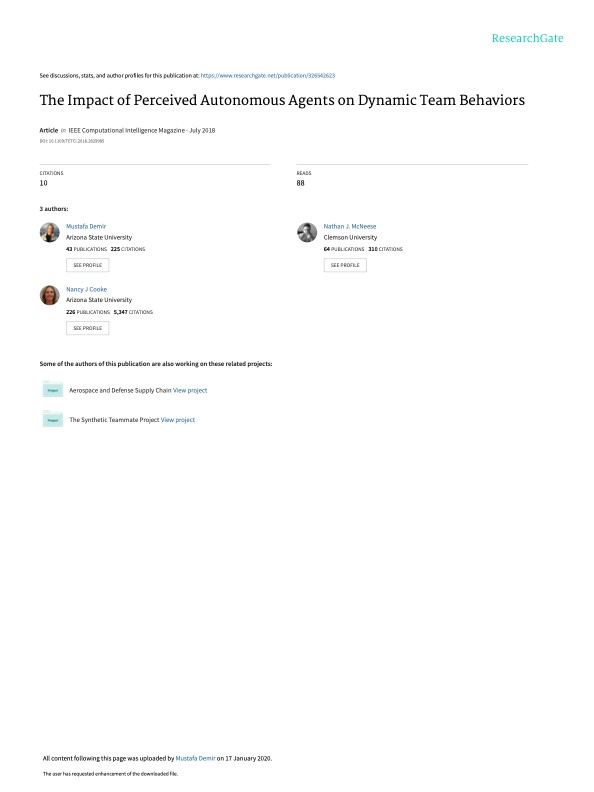 ResearchGate
See discussions, stats, and author profiles for this publication at: https://www.researchgate.net/publication/326542623
The Impact of Perceived Autonomous Agents on Dynamic Team Behaviors
Article in IEEE Computational Intelligence Magazine · July 2018
DOI: 10.1109/TETCI.2018.2829985
CITATIONS
10
READS
88
3 authors:
Mustafa Demir
Arizona State University
43 PUBLICATIONS 225 CITATIONS
SEE PROFILE
Nathan J. McNeese
Clemson University
64 PUBLICATIONS 310 CITATIONS
SEE PROFILE
Nancy J Cooke
Arizona State University
226 PUBLICATIONS 5,347 CITATIONS
SEE PROFILE
Some of the authors of this publication are also working on these related projects:
Project
Aerospace and Defense Supply Chain View project
Project
The Synthetic Teammate Project View project
All content following this page was uploaded by Mustafa Demir on 17 January 2020.
The user has requested enhancement of the downloaded file.